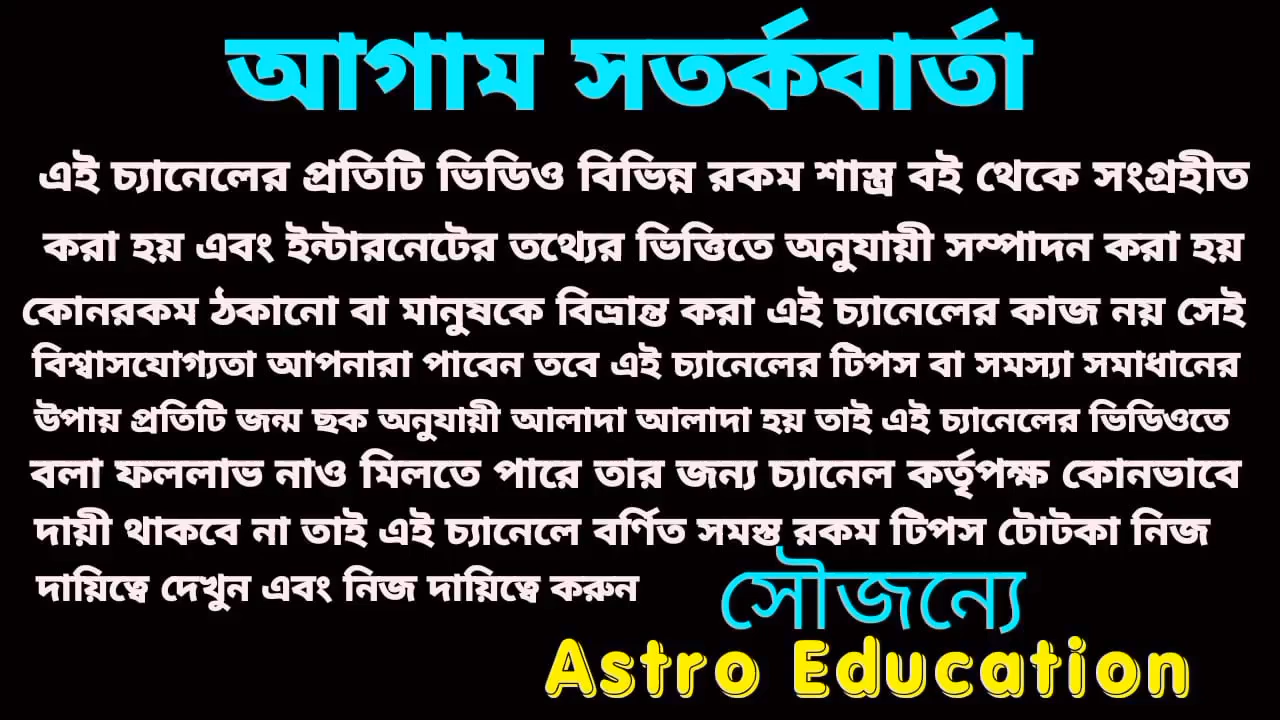 আগাম সতর্কবার্তা
এই চ্যানেলের প্রতিটি ভিডিও বিভিন্ন রকম শাস্ত্র বই থেকে সংগ্রহীত
করা হয় এবং ইন্টারনেটের তথ্যের ভিত্তিতে অনুযায়ী সম্পাদন করা হয়
কোনরকম ঠকানো বা মানুষকে বিভ্রান্ত করা এই চ্যানেলের কাজ নয় সেই
বিশ্বাসযোগ্যতা আপনারা পাবেন তবে এই চ্যানেলের টিপস বা সমস্যা সমাধানের
উপায় প্রতিটি জন্ম ছক অনুযায়ী আলাদা আলাদা হয় তাই এই চ্যানেলের ভিডিওতে
বলা ফললাভ নাও মিলতে পারে তার জন্য চ্যানেল কর্তৃপক্ষ কোনভাবে
দায়ী থাকবে না তাই এই চ্যানেলে বর্ণিত সমস্ত রকম টিপস টোটকা নিজ
দায়িত্বে দেখুন এবং নিজ দায়িত্বে করুন
সৌজন্যে
Astro Education